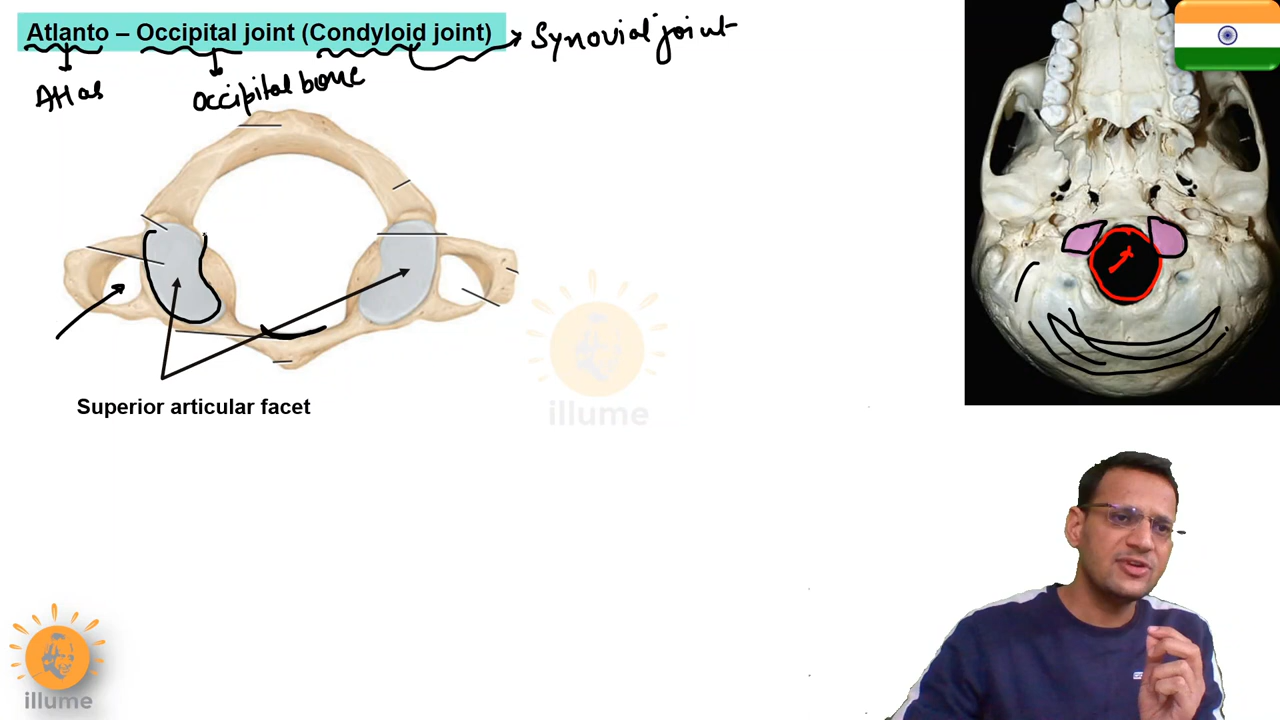 Atlanto – Occipital joint (Condyloid joint) Synovial joint
Atlas Occipital bone
Superior articular facet
illume
illume